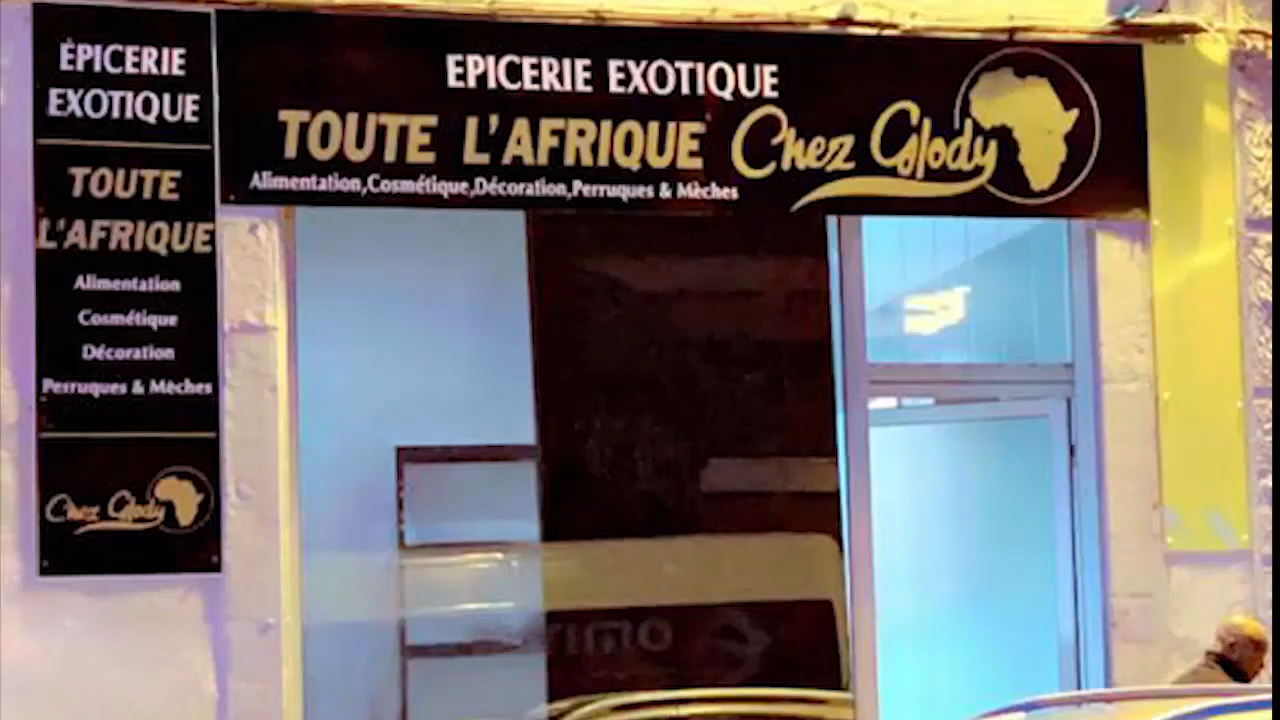 ÉPICERIE
EXOTIQUE
TOUTE
L'AFRIQUE
Alimentation
Cosmétique
Décoration
Perruques & Mèches
Chez Glody
EPICERIE EXOTIQUE
TOUTE L'AFRIQUE Chez Glody
Alimentation,Cosmétique,Décoration,Perruques & Mèches